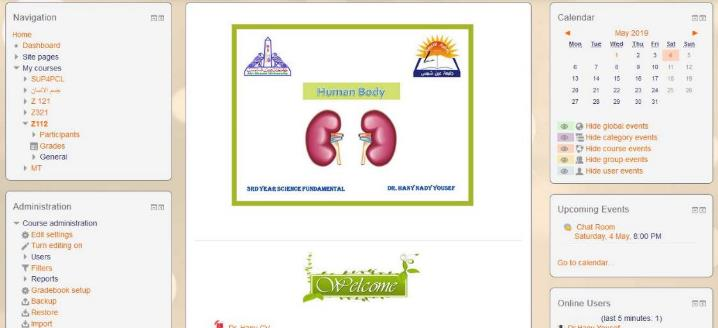 Navigation
Home
Dashboard
Site pages
My courses
SUP4PCL
جسم الانسان
Z 121
Z321
Z112
Participants
Grades
General
MT
Administration
Course administration
Edit settings
Turn editing on
Users
Filters
Reports
Gradebook setup
Backup
Restore
Import
جامعة عين شمس
Human Body
3RD YEAR SCIENCE FUNDAMENTAL
DR. HANY NADY YOUSEF
Welcome
Dr. Hany CV
Calendar
◄ May 2019 ►
Mon Tue Wed Thu Fri Sat Sun
1 2 3 4 5
6 7 8 9 10 11 12
13 14 15 16 17 18 19
20 21 22 23 24 25 26
27 28 29 30 31
Hide global events
Hide category events
Hide course events
Hide group events
Hide user events
Upcoming Events
Chat Room
Saturday, 4 May, 8:00 PM
Go to calendar...
Online Users
(last 5 minutes: 1)
Dr.Hany Yousef